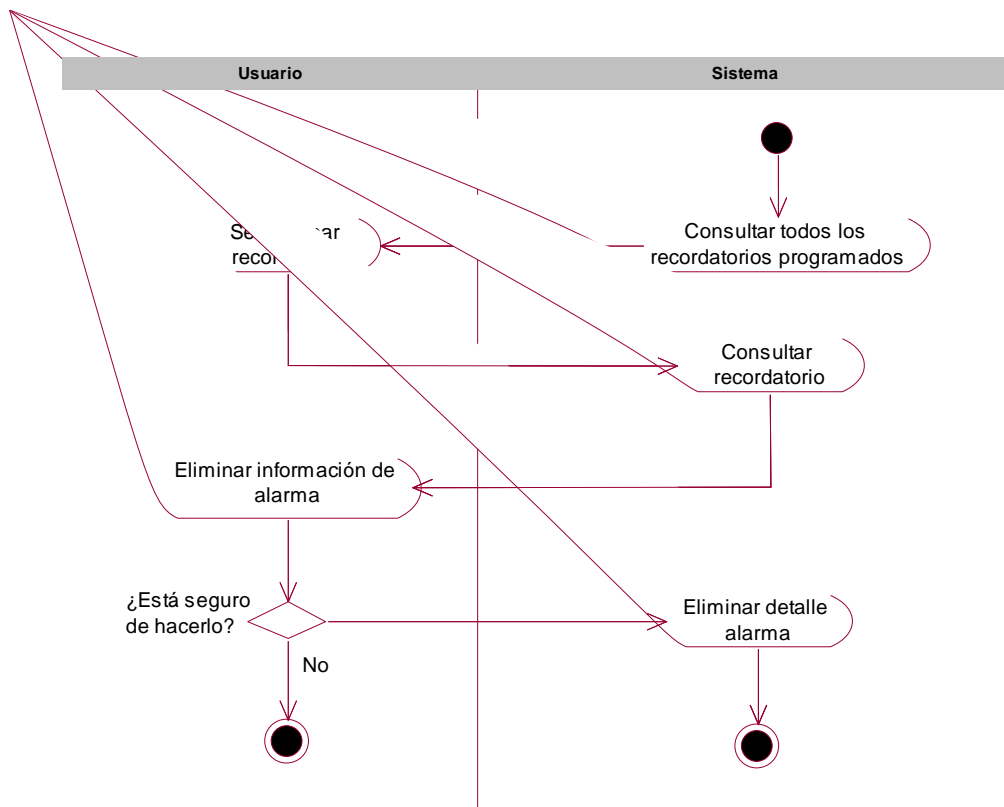 Usuario
Sistema
Consultar todos los
recordatorios programados
Consultar
recordatorio
Eliminar información de
alarma
¿Está seguro
de hacerlo?
Eliminar detalle
alarma
No